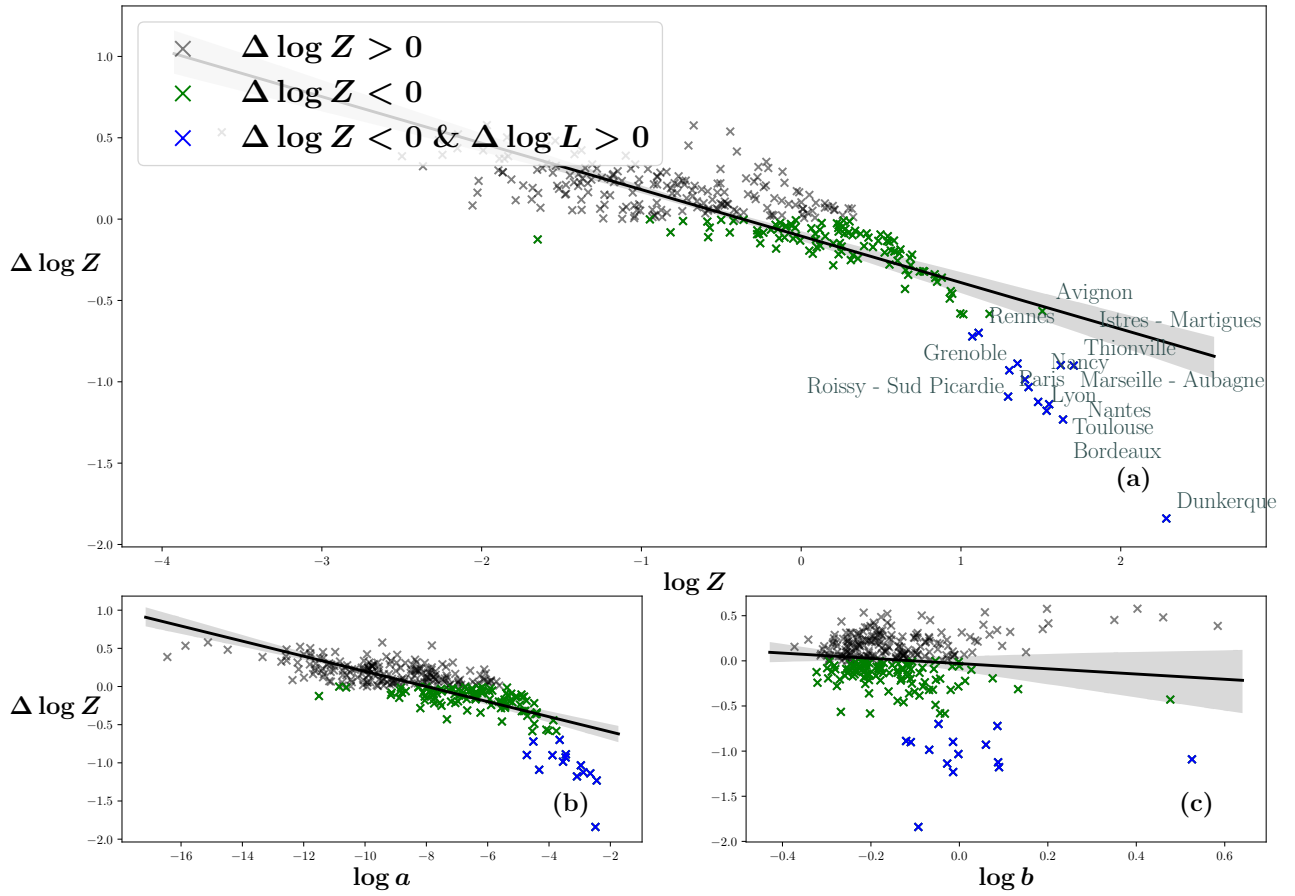 Δ log Z > 0
Δ log Z < 0
Δ log Z < 0 & Δ log L > 0
1.0
0.5
0.0
−0.5
−1.0
−1.5
−2.0
Δ log Z
Avignon
Rennes
Istres - Martigues
Thionville
Grenoble
Nancy
Roissy - Sud Picardie
Paris
Marseille - Aubagne
Lyon
Nantes
Toulouse
Bordeaux
(a)
Dunkerque
−4
−3
−2
−1
0
1
2
log Z
1.0
0.5
0.0
−0.5
−1.0
−1.5
−2.0
Δ log Z
(b)
−16
−14
−12
−10
−8
−6
−4
−2
log a
0.5
0.0
−0.5
−1.0
−1.5
−2.0
(c)
−0.4
−0.2
0.0
0.2
0.4
0.6
log b